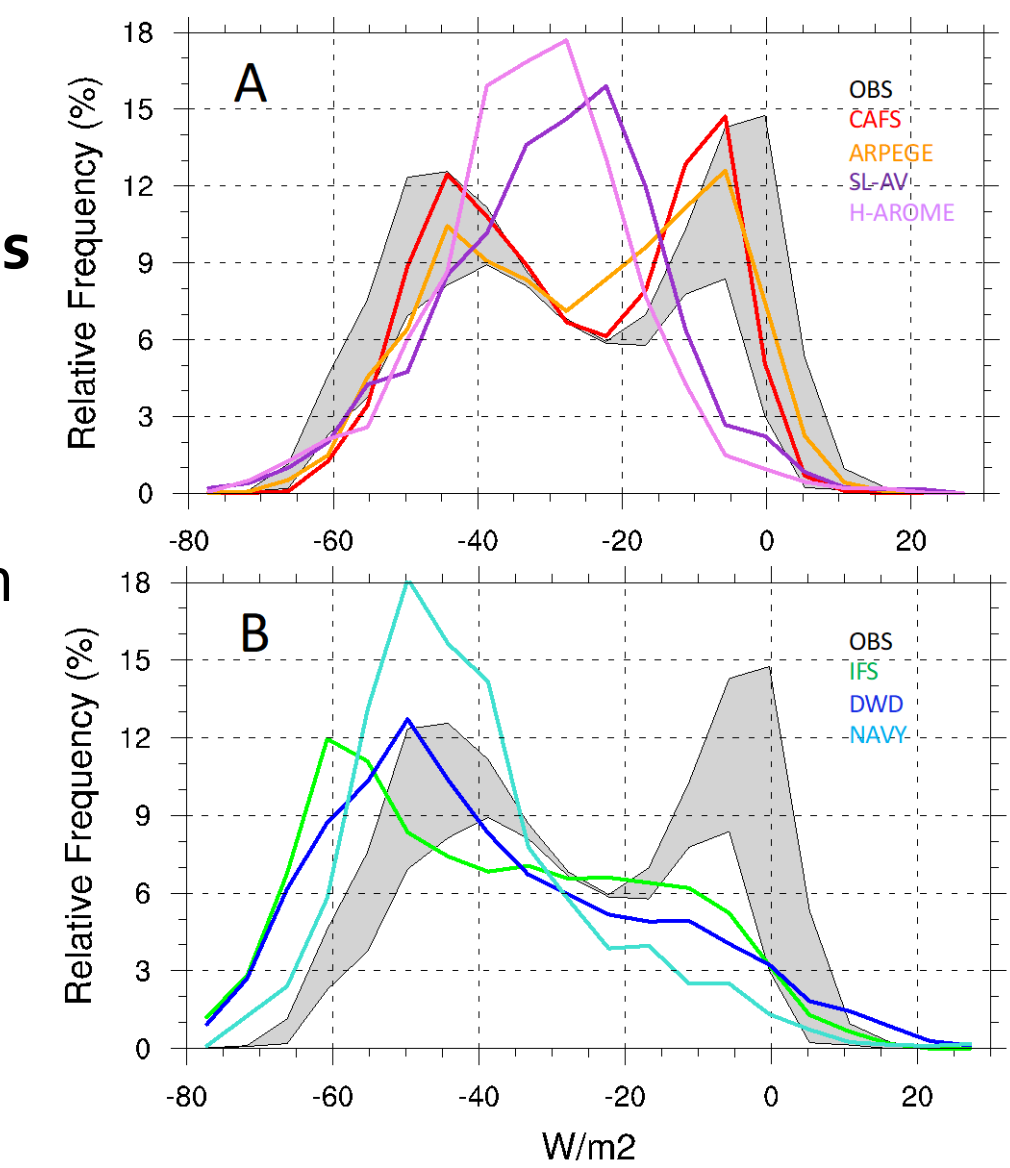 18
A
OBS
15
CAFS
ARPEGE
12
SL-AV
H-AROME
s
9
6
3
0
Relative Frequency (%)
-80 -60 -40 -20 0 20
n
18
B
OBS
15
IFS
DWD
12
NAVY
9
6
3
0
Relative Frequency (%)
-80 -60 -40 -20 0 20
W/m2